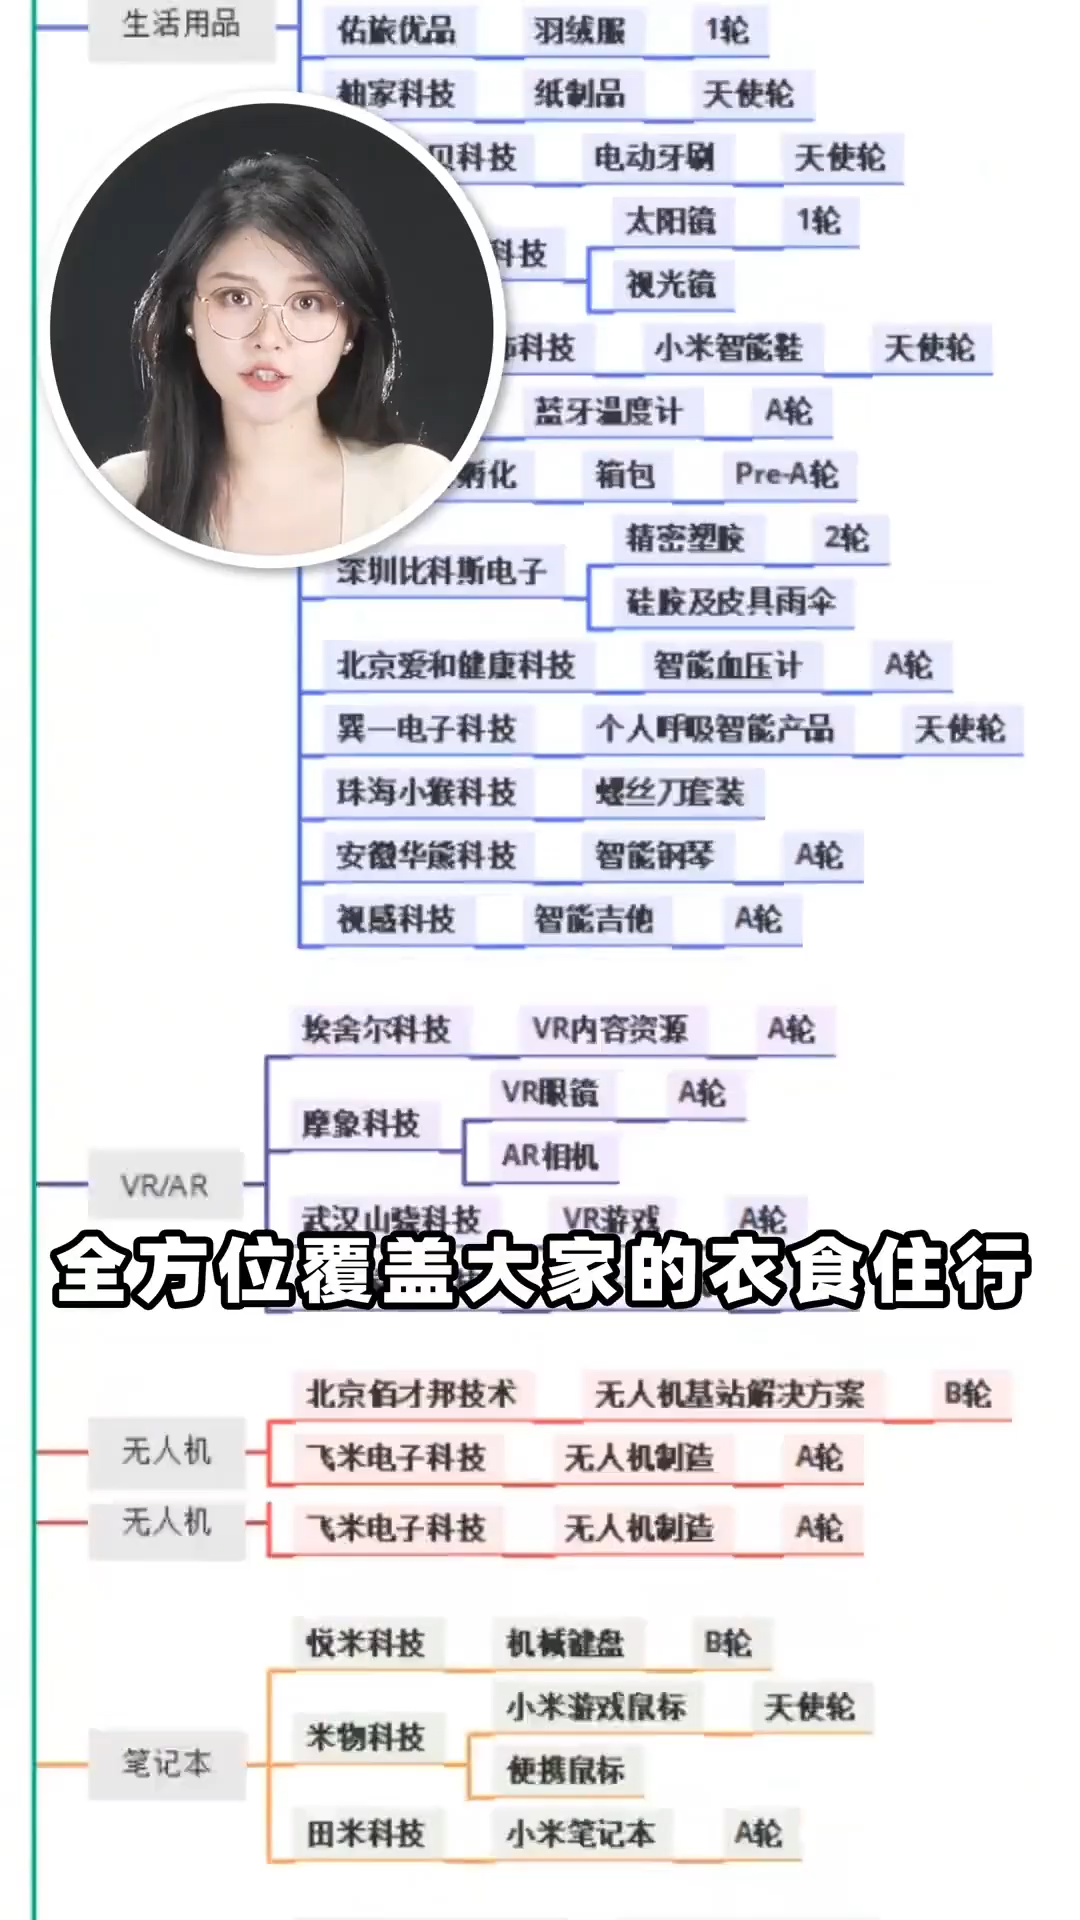 生活用品
佑旅优品 羽绒服 1轮
柚家科技 纸制品 天使轮
贝科技 电动牙刷 天使轮
太阳镜 1轮
科技
视光镜
饰科技 小米智能鞋 天使轮
蓝牙温度计 A轮
孵化 箱包 Pre-A轮
精密塑胶 2轮
深圳比科斯电子
硅胶及皮具雨伞
北京爱和健康科技 智能血压计 A轮
巽一电子科技 个人呼吸智能产品 天使轮
珠海小猴科技 螺丝刀套装
安徽华熊科技 智能钢琴 A轮
视感科技 智能吉他 A轮
埃舍尔科技 VR内容资源 A轮
VR眼镜 A轮
摩象科技
AR相机
VR/AR
武汉山骁科技 VR游戏 A轮
全方位覆盖大家的衣食住行
北京佰才邦技术 无人机基站解决方案 B轮
无人机
飞米电子科技 无人机制造 A轮
无人机 飞米电子科技 无人机制造 A轮
悦米科技 机械键盘 B轮
小米游戏鼠标 天使轮
米物科技
笔记本
便携鼠标
田米科技 小米笔记本 A轮